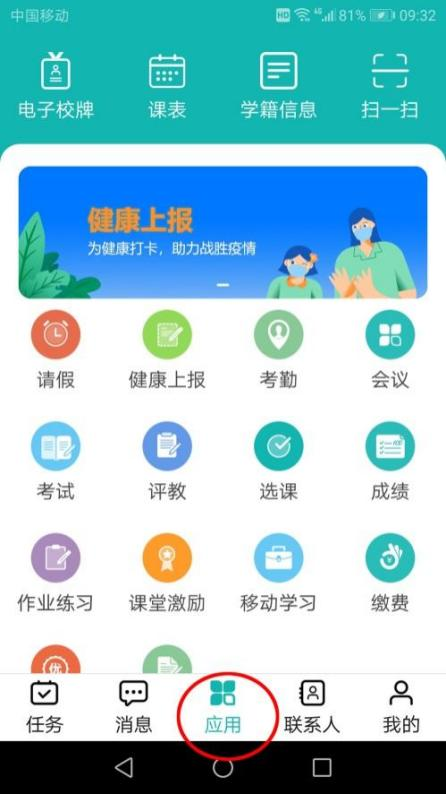 中国移动 HD 4G 81% 09:32
电子校牌 课表 学籍信息 扫一扫
健康上报
为健康打卡，助力战胜疫情
请假 健康上报 考勤 会议
考试 评教 选课 成绩
作业练习 课堂激励 移动学习 缴费
优
任务 消息 应用 联系人 我的